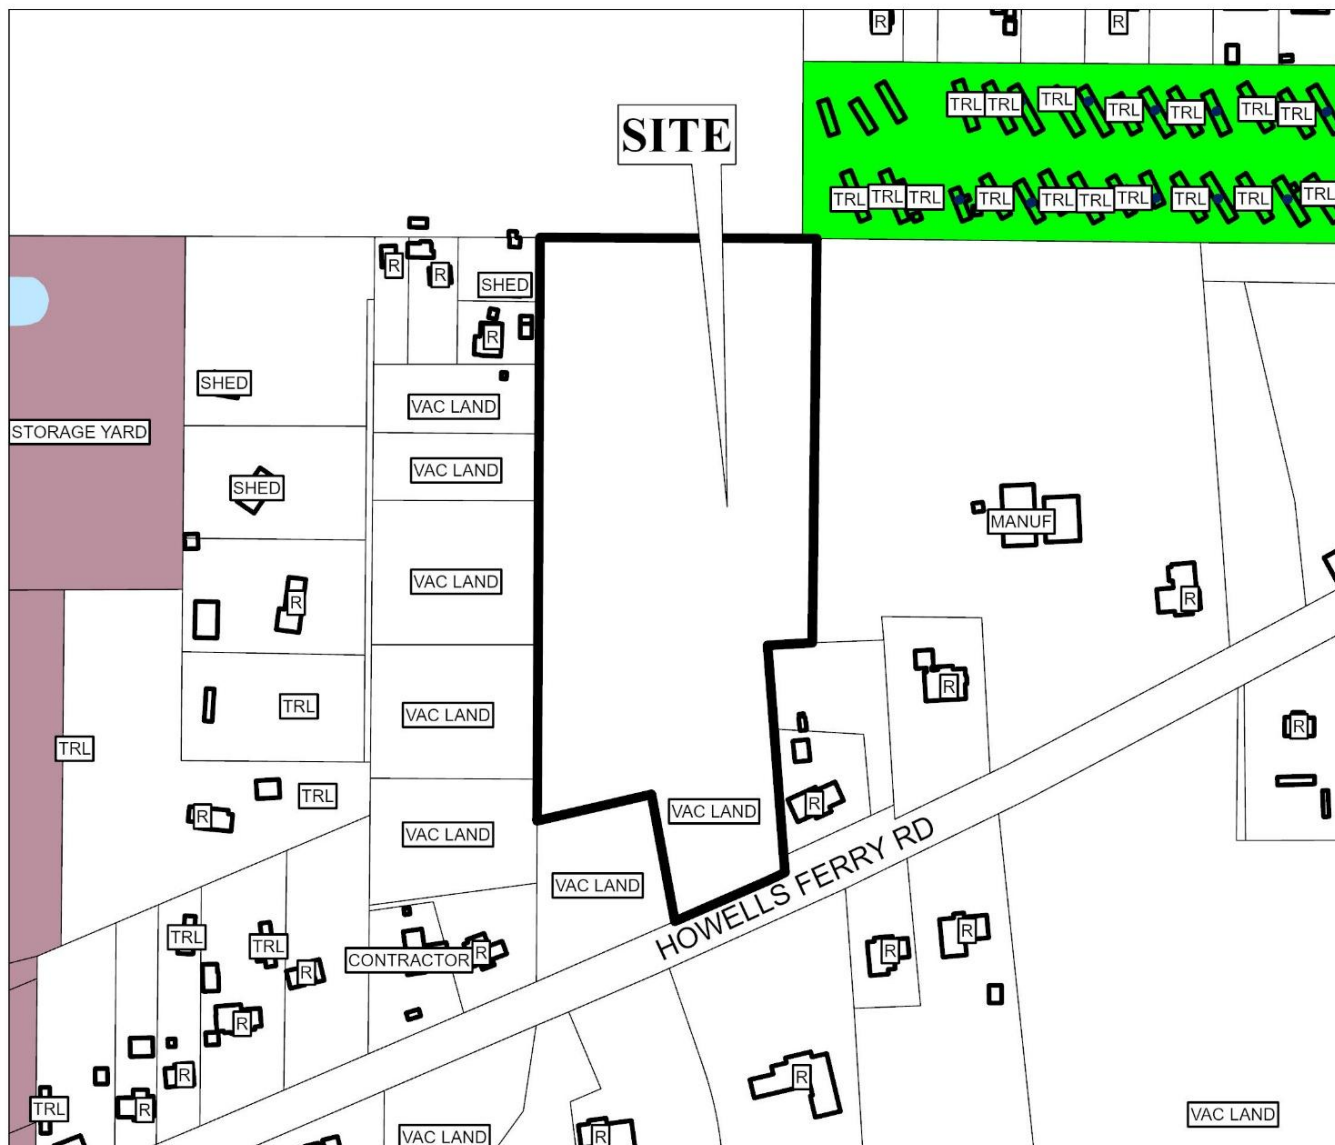 R
R
TRL
TRL
TRL
TRL
TRL
TRL
TRL
SITE
TRL
TRL
TRL
TRL
TRL
TRL
TRL
TRL
TRL
TRL
R
R
SHED
R
SHED
VAC LAND
STORAGE YARD
VAC LAND
SHED
MANUF
VAC LAND
R
R
R
TRL
VAC LAND
R
TRL
TRL
R
R
VAC LAND
R
VAC LAND
HOWELLS FERRY RD
VAC LAND
TRL
TRL
R
CONTRACTOR
R
R
R
R
R
R
TRL
R
VAC LAND
VAC LAND
R